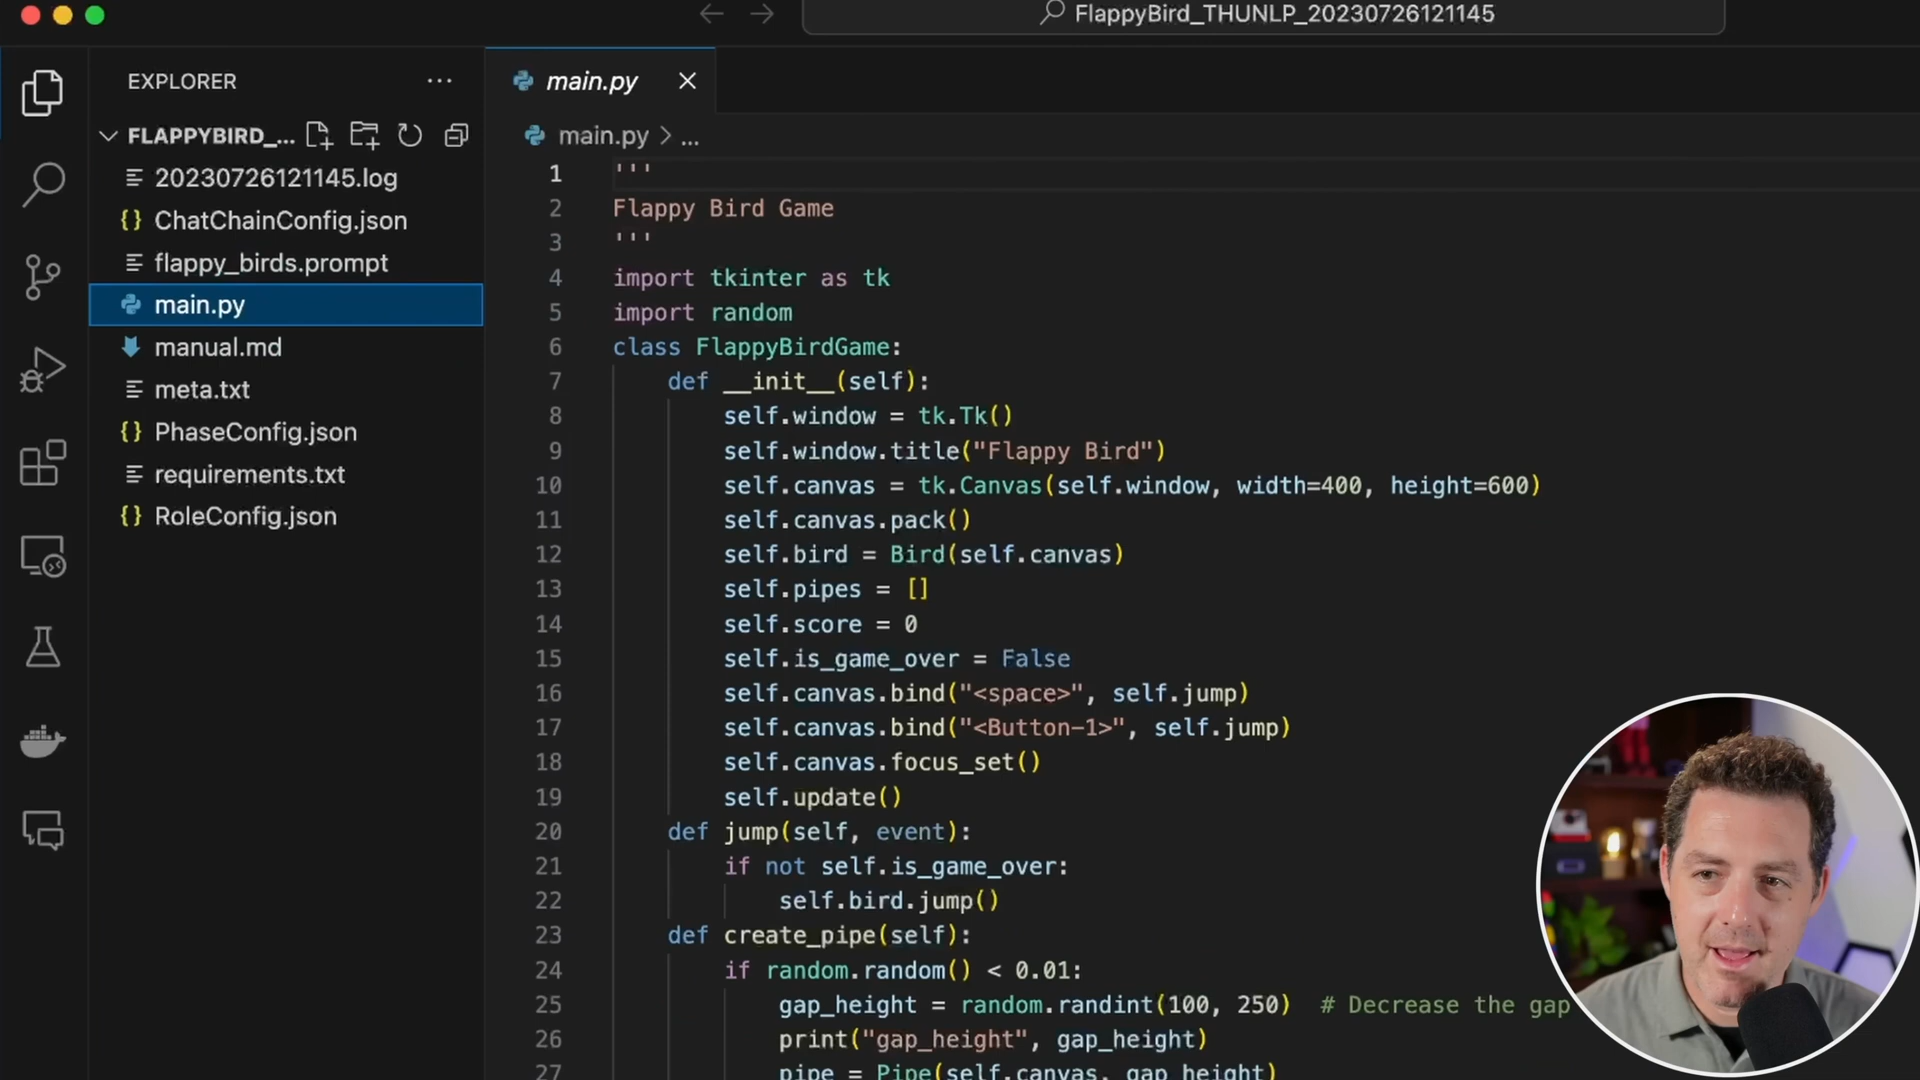 FlappyBird_THUNLP_20230726121145
EXPLORER
FLAPPYBIRD_...
20230726121145.log
ChatChainConfig.json
flappy_birds.prompt
main.py
manual.md
meta.txt
PhaseConfig.json
requirements.txt
RoleConfig.json
main.py
main.py > ...
1 '''
2 Flappy Bird Game
3 '''
4 import tkinter as tk
5 import random
6 class FlappyBirdGame:
7 def __init__(self):
8 self.window = tk.Tk()
9 self.window.title("Flappy Bird")
10 self.canvas = tk.Canvas(self.window, width=400, height=600)
11 self.canvas.pack()
12 self.bird = Bird(self.canvas)
13 self.pipes = []
14 self.score = 0
15 self.is_game_over = False
16 self.canvas.bind("<space>", self.jump)
17 self.canvas.bind("<Button-1>", self.jump)
18 self.canvas.focus_set()
19 self.update()
20 def jump(self, event):
21 if not self.is_game_over:
22 self.bird.jump()
23 def create_pipe(self):
24 if random.random() < 0.01:
25 gap_height = random.randint(100, 250) # Decrease the gap
26 print("gap_height", gap_height)
27 pipe = Pipe(self.canvas, gap_height)